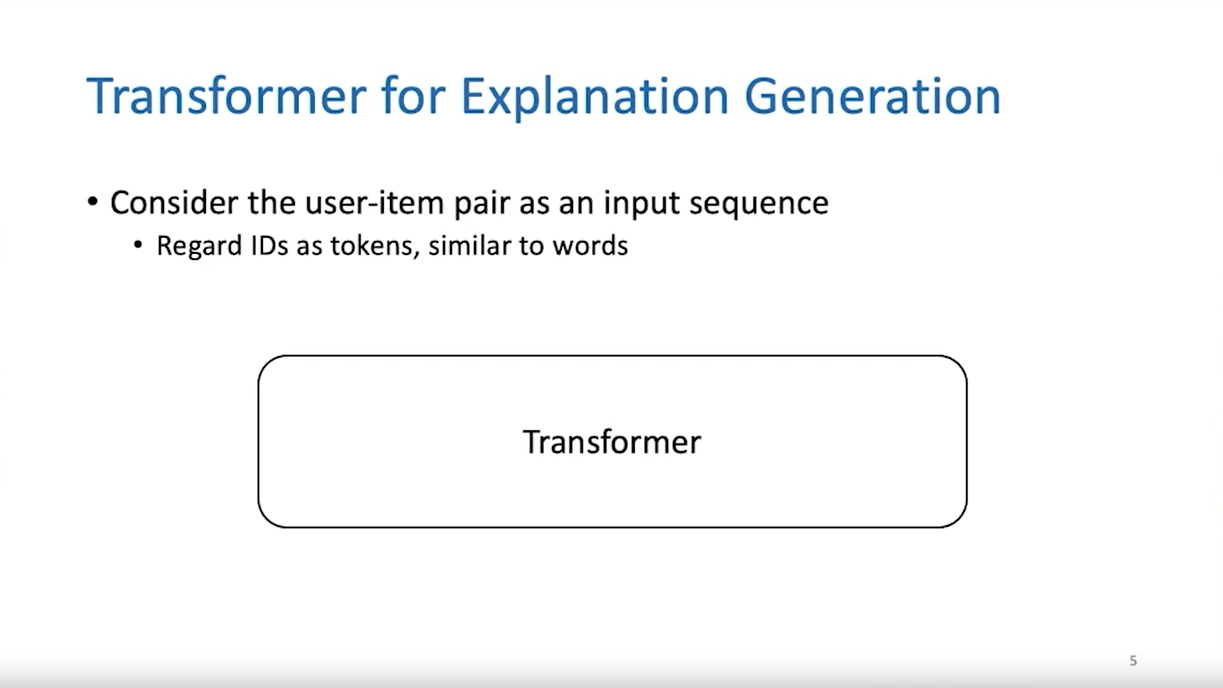 Transformer for Explanation Generation
• Consider the user-item pair as an input sequence
• Regard IDs as tokens, similar to words
Transformer
5